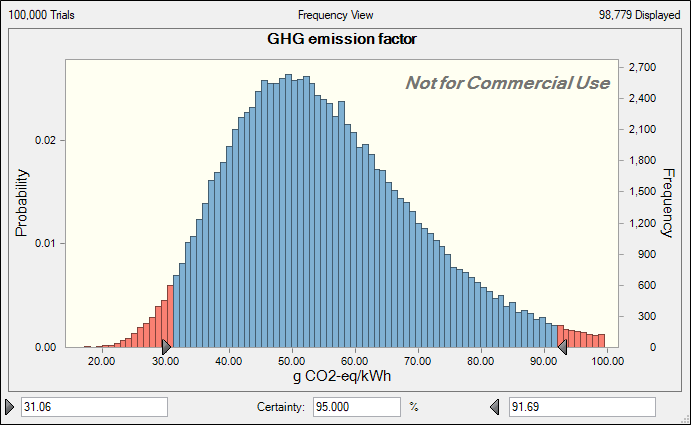 100,000 Trials Frequency View 98,779 Displayed
GHG emission factor
Not for Commercial Use
2,700
2,400
0.02 2,100
1,800
1,500
0.01 1,200
900
600
300
0.00 0
Probability
Frequency
20.00 30.00 40.00 50.00 60.00 70.00 80.00 90.00 100.00
g CO2-eq/kWh
31.06 Certainty: 95.000 % 91.69